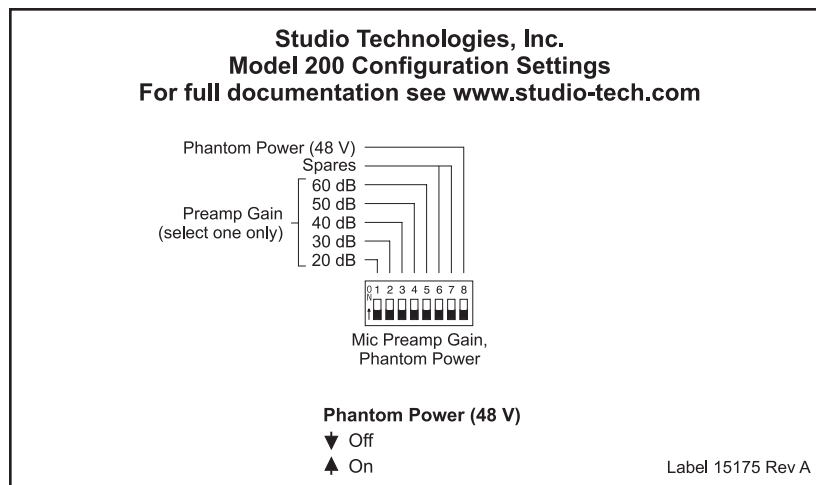 Studio Technologies, Inc.
Model 200 Configuration Settings
For full documentation see www.studio-tech.com
Phantom Power (48 V)
Spares
60 dB
50 dB
Preamp Gain
(select one only)
40 dB
30 dB
20 dB
ON 1 2 3 4 5 6 7 8
Mic Preamp Gain,
Phantom Power
Phantom Power (48 V)
Off
On
Label 15175 Rev A